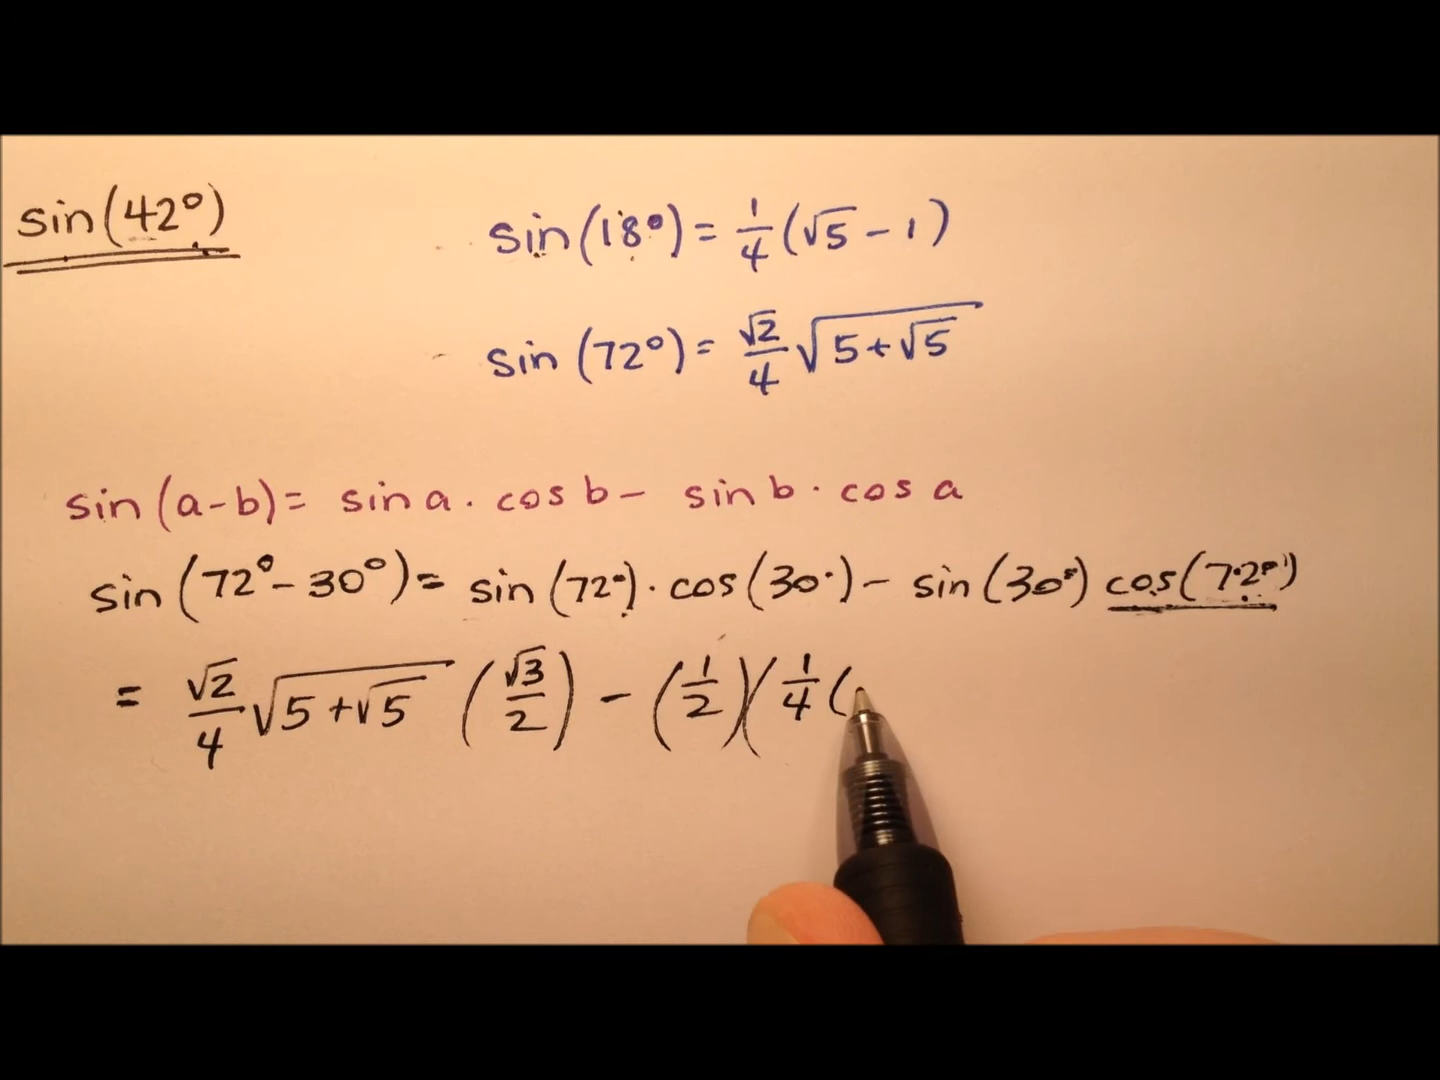 sin(42°)
sin(18°) = 1/4 (√5 - 1)
sin(72°) = √2/4 √(5+√5)
sin(a-b) = sin a · cos b - sin b · cos a
sin(72° - 30°) = sin(72°) · cos(30°) - sin(30°) cos(72°)
= √2/4 √(5+√5) (√3/2) - (1/2)(1/4(